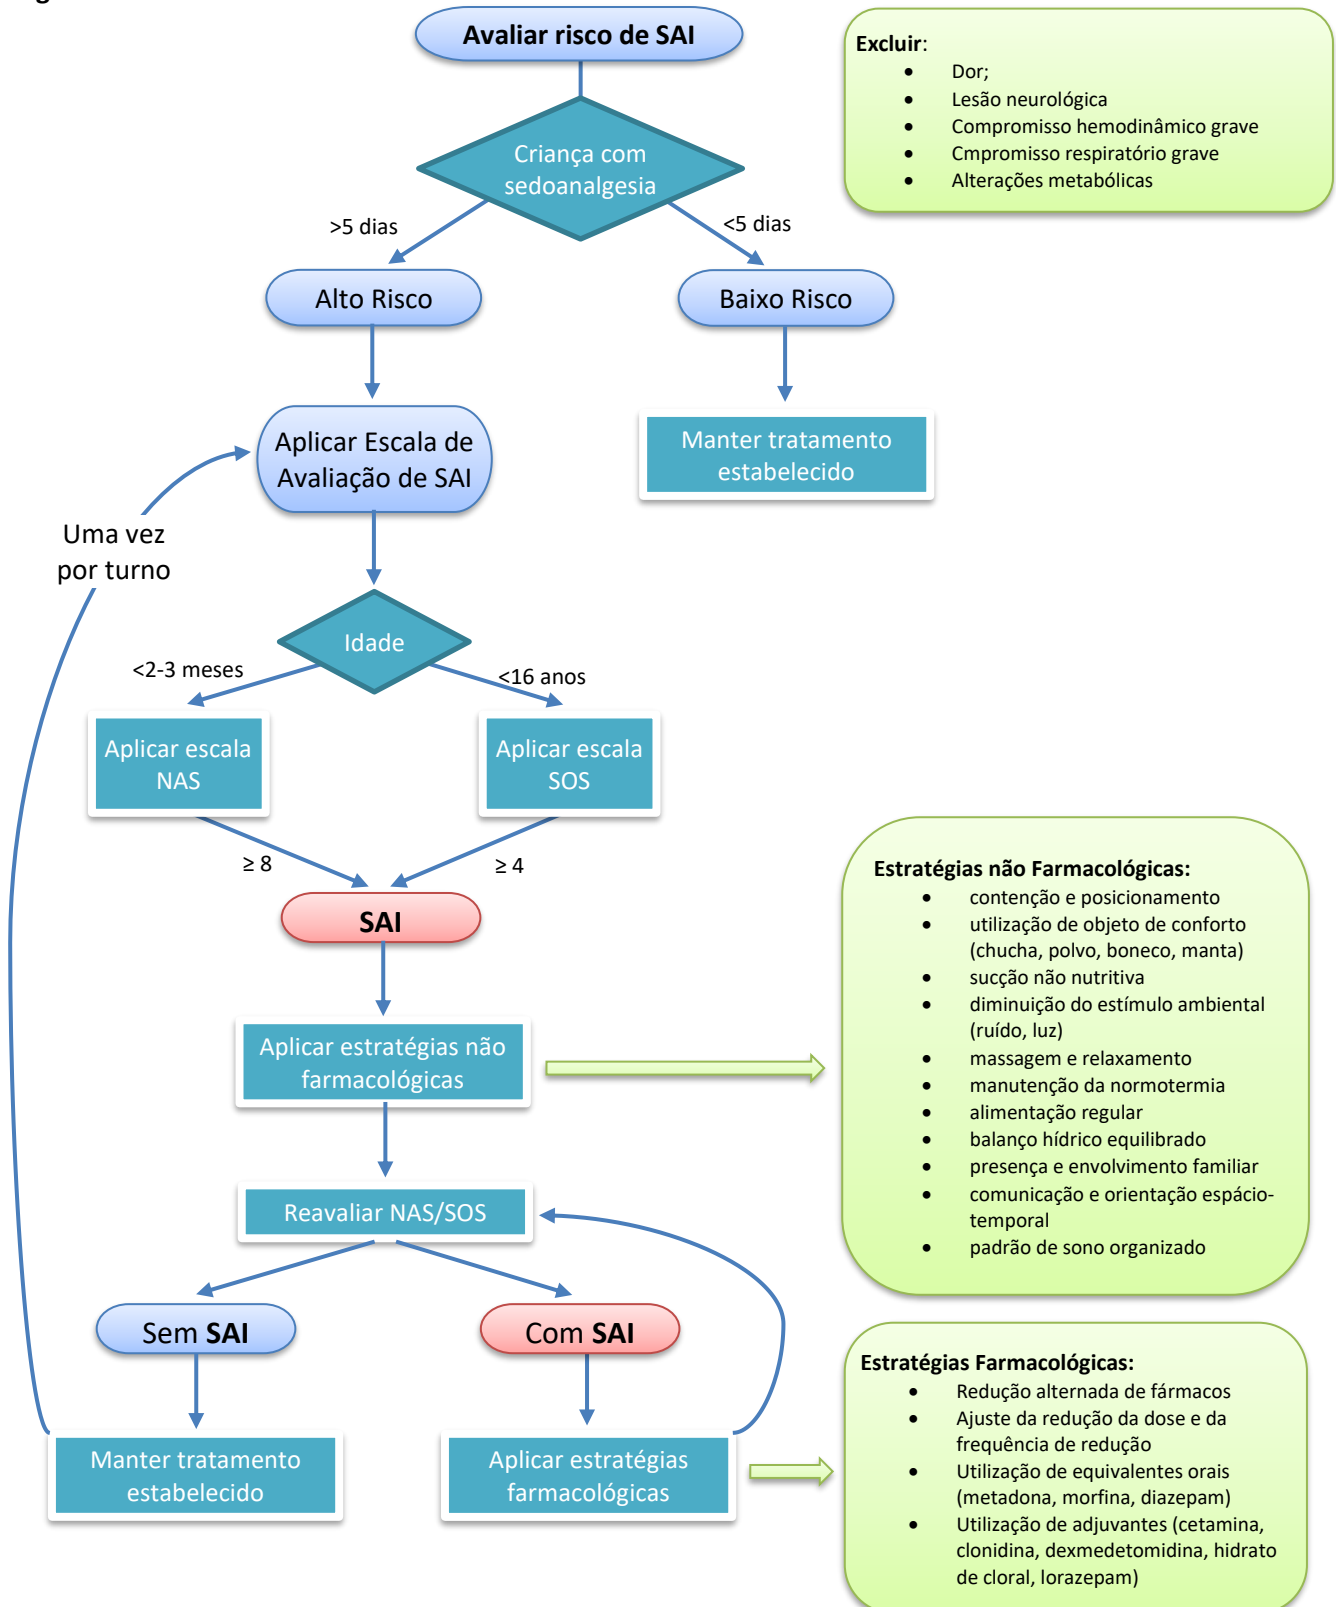 Avaliar risco de SAI
Excluir:
• Dor;
• Lesão neurológica
• Compromisso hemodinâmico grave
• Cmpromisso respiratório grave
• Alterações metabólicas
Criança com
sedoanalgesia
>5 dias
<5 dias
Alto Risco
Baixo Risco
Aplicar Escala de
Avaliação de SAI
Manter tratamento
estabelecido
Uma vez
por turno
Idade
<2-3 meses
<16 anos
Aplicar escala
NAS
Aplicar escala
SOS
≥ 8
≥ 4
SAI
Aplicar estratégias não
farmacológicas
Estratégias não Farmacológicas:
• contenção e posicionamento
• utilização de objeto de conforto
(chucha, polvo, boneco, manta)
• sucção não nutritiva
• diminuição do estímulo ambiental
(ruído, luz)
• massagem e relaxamento
• manutenção da normotermia
• alimentação regular
• balanço hídrico equilibrado
• presença e envolvimento familiar
• comunicação e orientação espácio-
temporal
• padrão de sono organizado
Reavaliar NAS/SOS
Sem SAI
Com SAI
Manter tratamento
estabelecido
Aplicar estratégias
farmacológicas
Estratégias Farmacológicas:
• Redução alternada de fármacos
• Ajuste da redução da dose e da
frequência de redução
• Utilização de equivalentes orais
(metadona, morfina, diazepam)
• Utilização de adjuvantes (cetamina,
clonidina, dexmedetomidina, hidrato
de cloral, lorazepam)